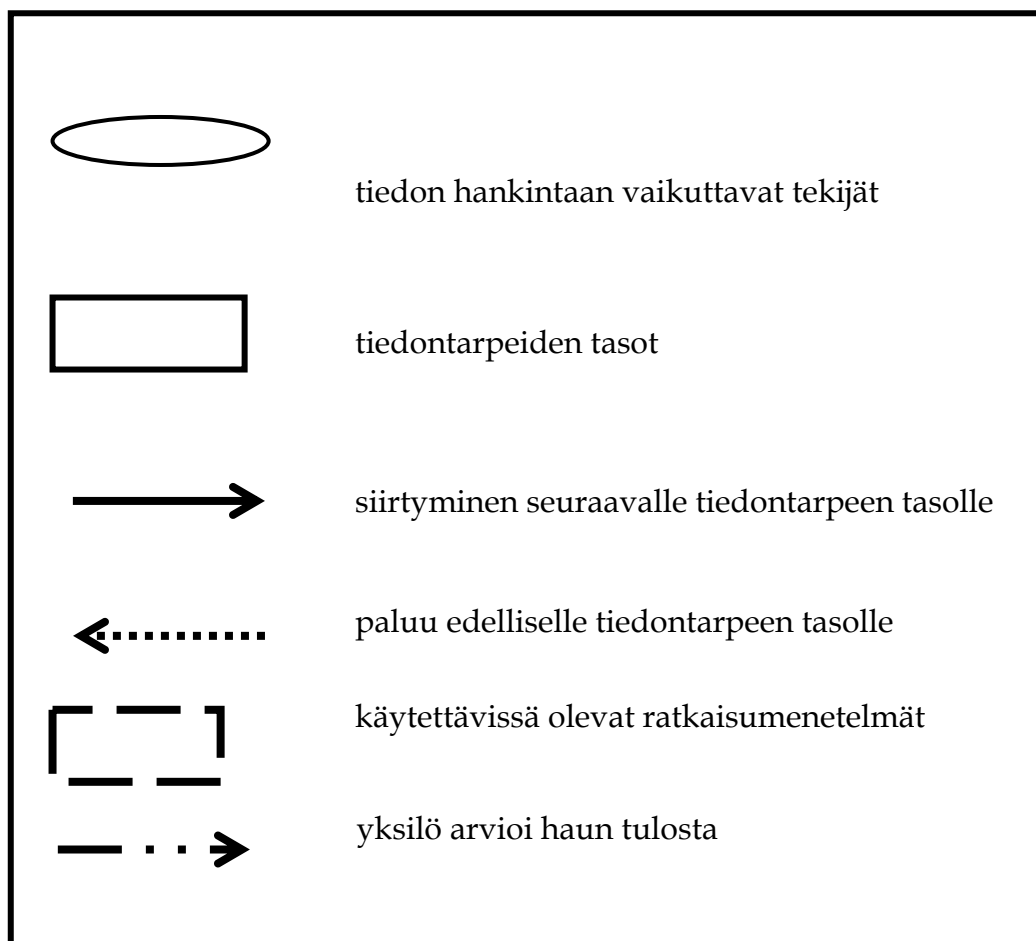 tiedon hankintaan vaikuttavat tekijät
tiedontarpeiden tasot
siirtyminen seuraavalle tiedontarpeen tasolle
paluu edelliselle tiedontarpeen tasolle
käytettävissä olevat ratkaisumenetelmät
yksilö arvioi haun tulosta